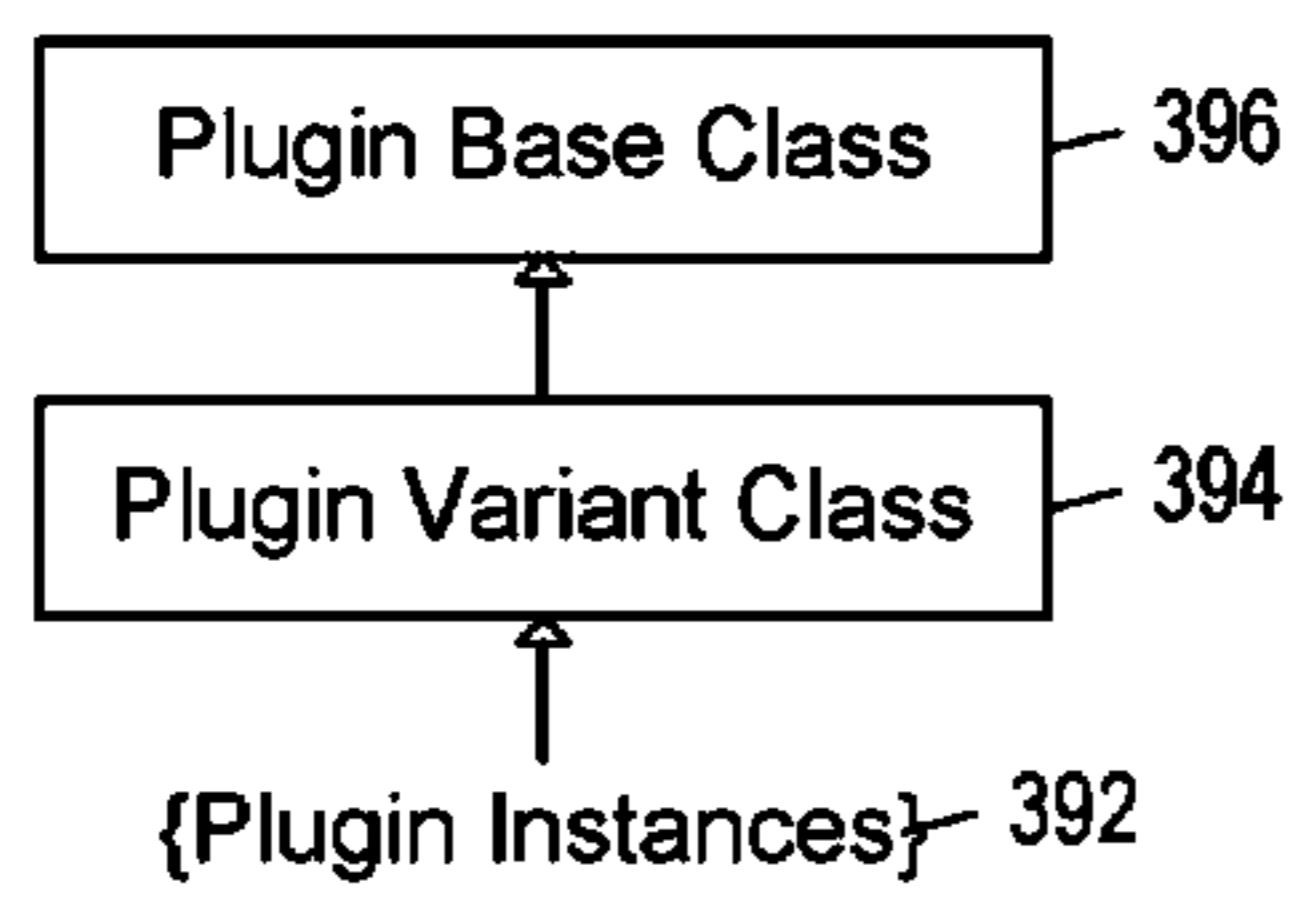 Plugin Base Class
396
Plugin Variant Class
394
{Plugin Instances}
392